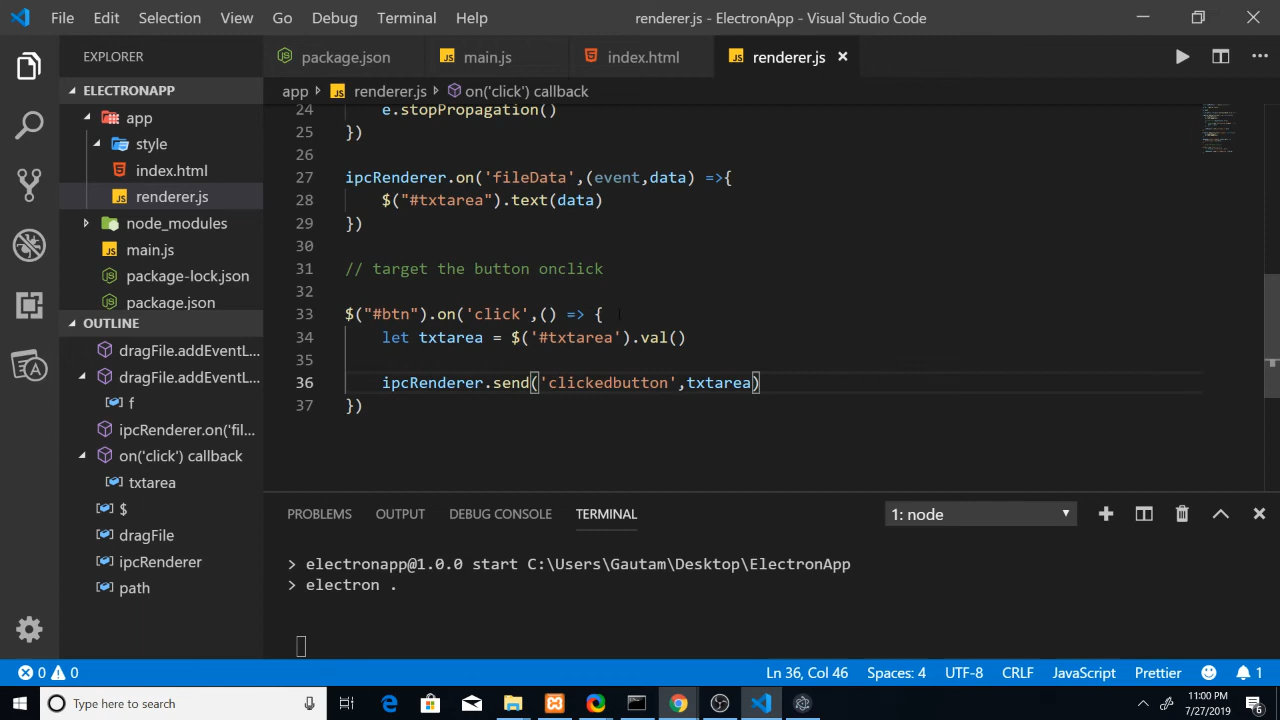 File Edit Selection View Go Debug Terminal Help renderer.js - ElectronApp - Visual Studio Code
EXPLORER
package.json
main.js
index.html
renderer.js
ELECTRONAPP
app
style
index.html
renderer.js
node_modules
main.js
package-lock.json
package.json
OUTLINE
dragFile.addEventL...
dragFile.addEventL...
f
ipcRenderer.on('fil...
on('click') callback
txtarea
$
dragFile
ipcRenderer
path
app renderer.js on('click') callback
24 e.stopPropagation()
25 })
26
27 ipcRenderer.on('fileData',(event,data) =>{
28 $("#txtarea").text(data)
29 })
30
31 // target the button onclick
32
33 $("#btn").on('click',() => {
34 let txtarea = $('#txtarea').val()
35
36 ipcRenderer.send('clickedbutton',txtarea)
37 })
PROBLEMS OUTPUT DEBUG CONSOLE TERMINAL 1: node
> electronapp@1.0.0 start C:\Users\Gautam\Desktop\ElectronApp
> electron .
0 0 Ln 36, Col 46 Spaces: 4 UTF-8 CRLF JavaScript Prettier 1
Type here to search
11:00 PM
7/27/2019
6